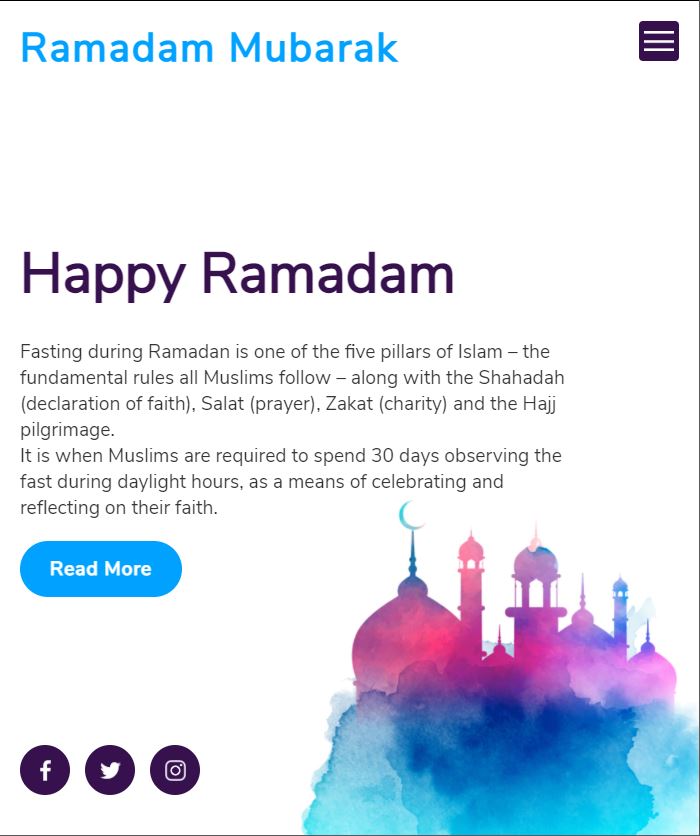 Ramadam Mubarak
Happy Ramadam
Fasting during Ramadan is one of the five pillars of Islam – the
fundamental rules all Muslims follow – along with the Shahadah
(declaration of faith), Salat (prayer), Zakat (charity) and the Hajj
pilgrimage.
It is when Muslims are required to spend 30 days observing the
fast during daylight hours, as a means of celebrating and
reflecting on their faith.
Read More